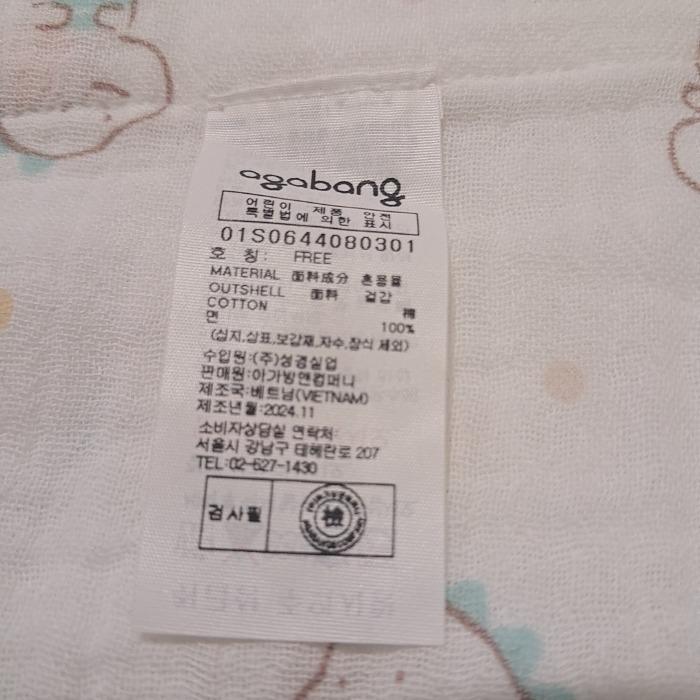 agabang
어린이 제품 안전
특별법에 의한 표시
01S0644080301
호 칭: FREE
MATERIAL 面料成分 혼용율
OUTSHELL 面料 겉감
COTTON 棉
면 100%
(심지,상표,보강재,자수,장식 제외)
수입원:(주)성경실업
판매원:아가방앤컴퍼니
제조국:베트남(VIETNAM)
제조년월:2024.11
소비자상담실 연락처:
서울시 강남구 테헤란로 207
TEL:02-527-1430
검사필
檢